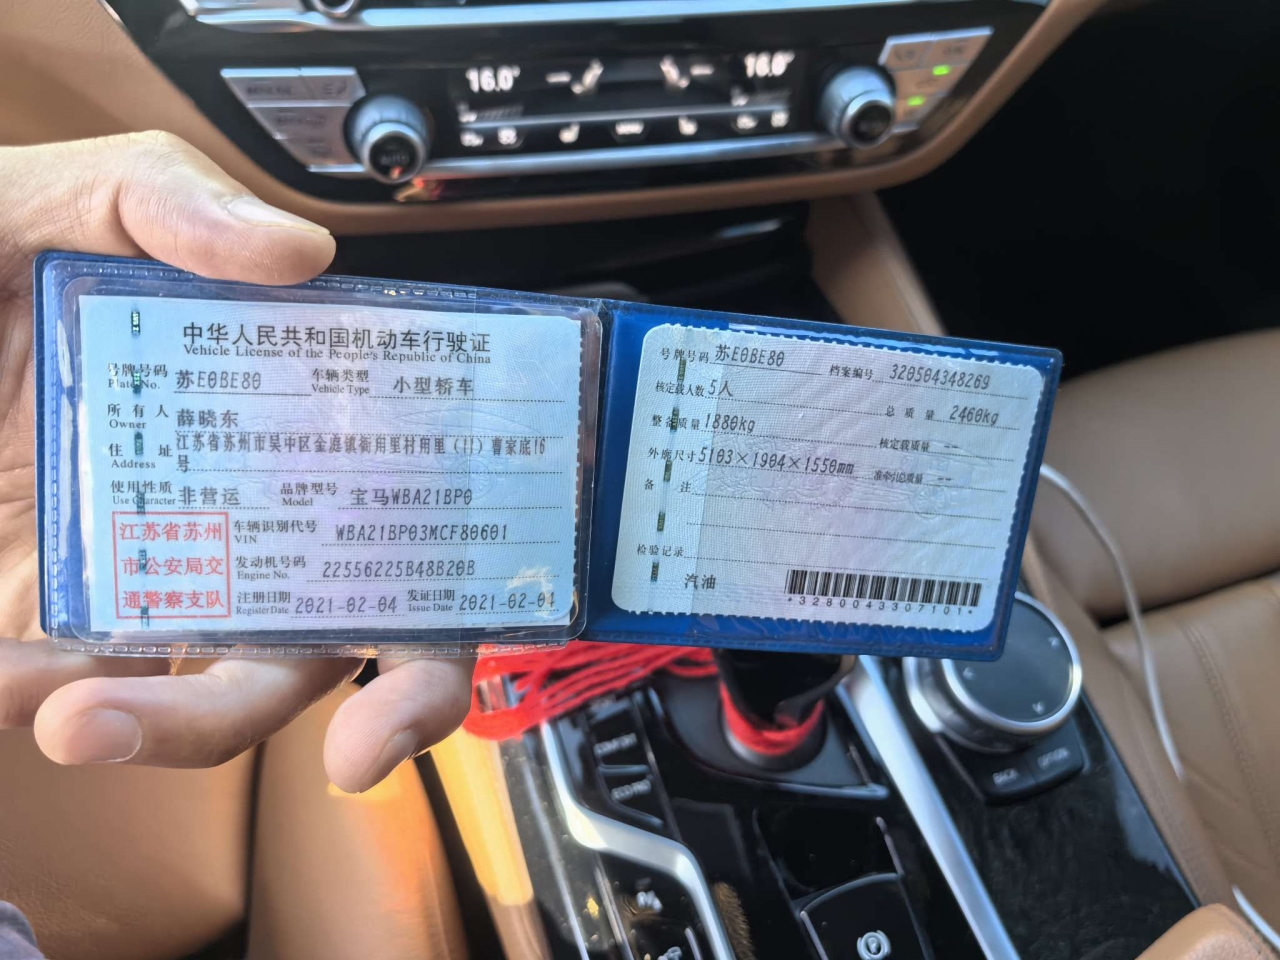 16.0°
16.0°
AUTO
中华人民共和国机动车行驶证
Vehicle License of the People's Republic of China
号牌号码 苏E0BE80 车辆类型 小型轿车
Plate No. Vehicle Type
所有人 薛晓东
Owner
住址 江苏省苏州市吴中区金庭镇衙甪里村甪里（11）曹家底16
Address 号
使用性质 非营运 品牌型号 宝马WBA21BP0
Use Character Model
江苏省苏州
市公安局交
通警察支队
车辆识别代号 WBA21BP03MCF80601
VIN
发动机号码 22556225B48B20B
Engine No.
注册日期 2021-02-04 发证日期 2021-02-04
Register Date Issue Date
号牌号码 苏E0BE80 档案编号 320504348269
核定载人数 5人 总质量 2460kg
整备质量 1880kg 核定载质量 --
外廓尺寸 5103×1904×1550mm 准牵引总质量 --
备注
检验记录
汽油
*3280043307101*
COMFORT
ECO PRO
BACK
OPTION